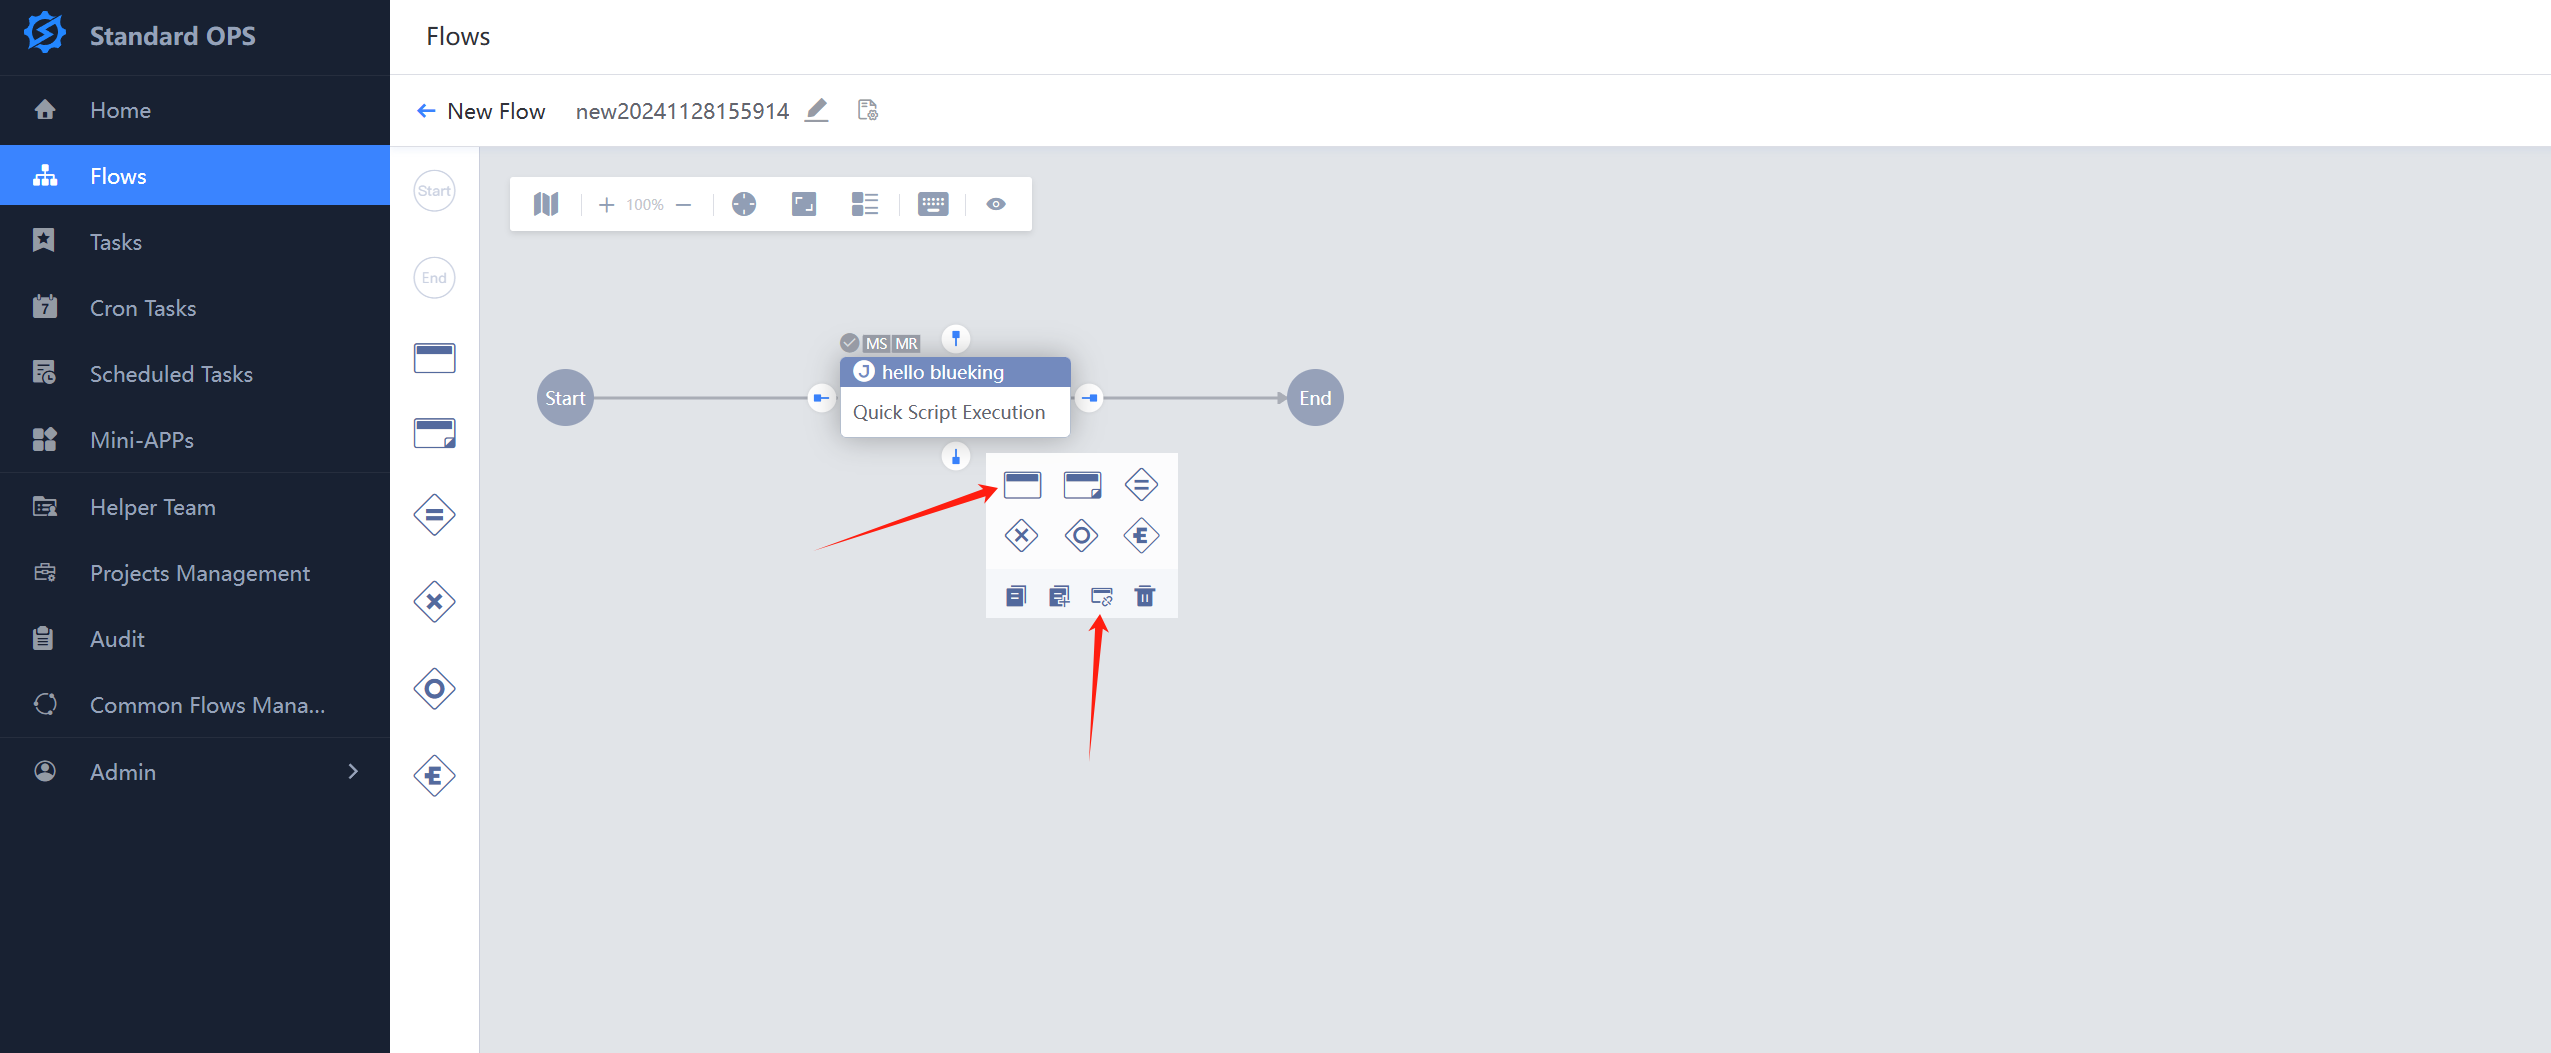 Standard OPS
Home
Flows
Tasks
7
Cron Tasks
Scheduled Tasks
Mini-APPs
Helper Team
Projects Management
Audit
Common Flows Mana...
Admin
Flows
New Flow new20241128155914
Start
End
100%
MS MR
J hello blueking
Quick Script Execution
Start
End